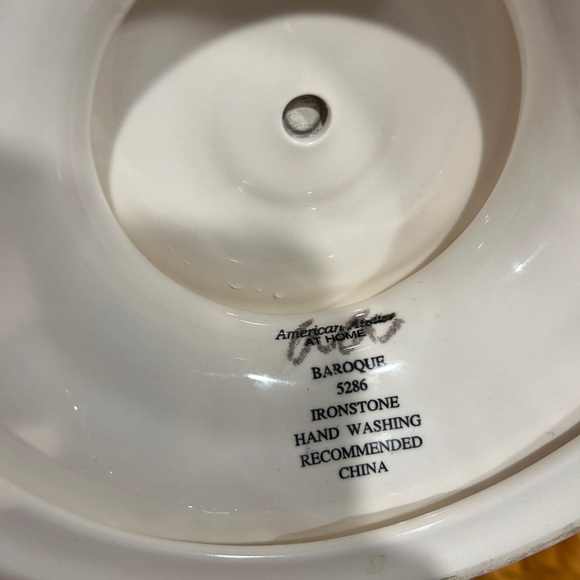 American Atelier
AT HOME
BAROQUE
5286
IRONSTONE
HAND WASHING
RECOMMENDED
CHINA